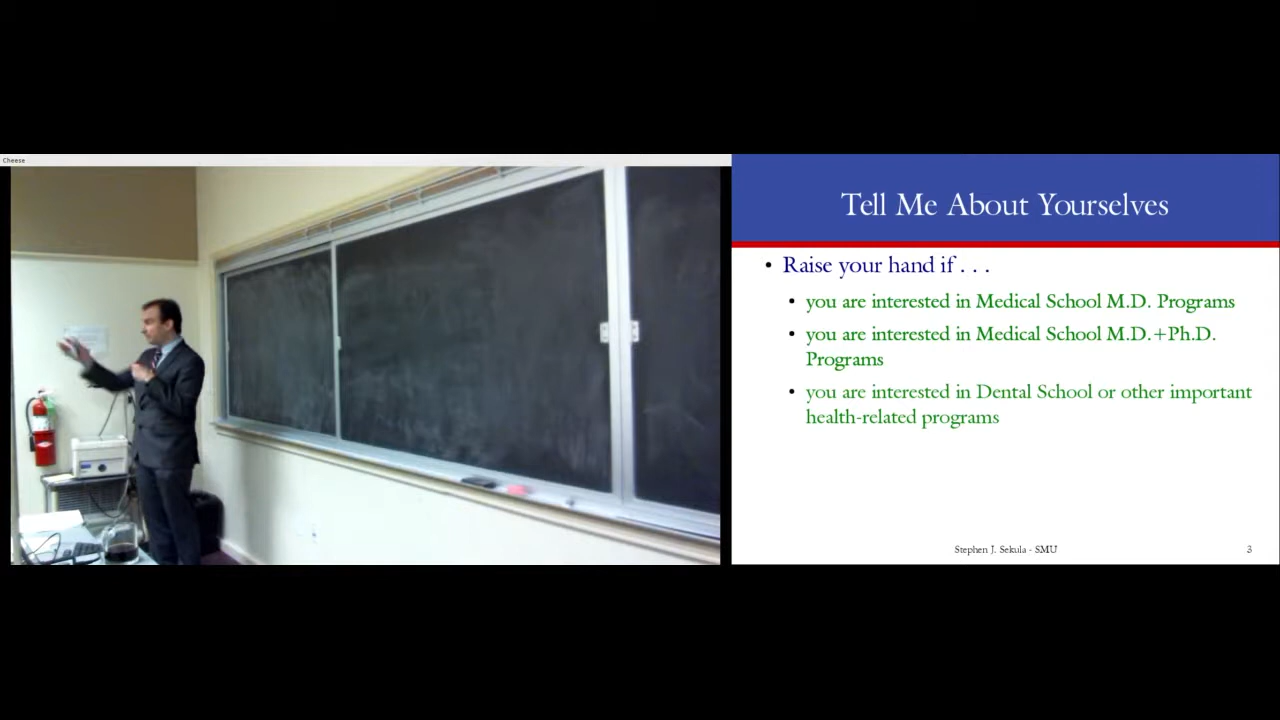 Cheese
Tell Me About Yourselves
• Raise your hand if . . .
• you are interested in Medical School M.D. Programs
• you are interested in Medical School M.D.+Ph.D.
Programs
• you are interested in Dental School or other important
health-related programs
Stephen J. Sekula - SMU
3